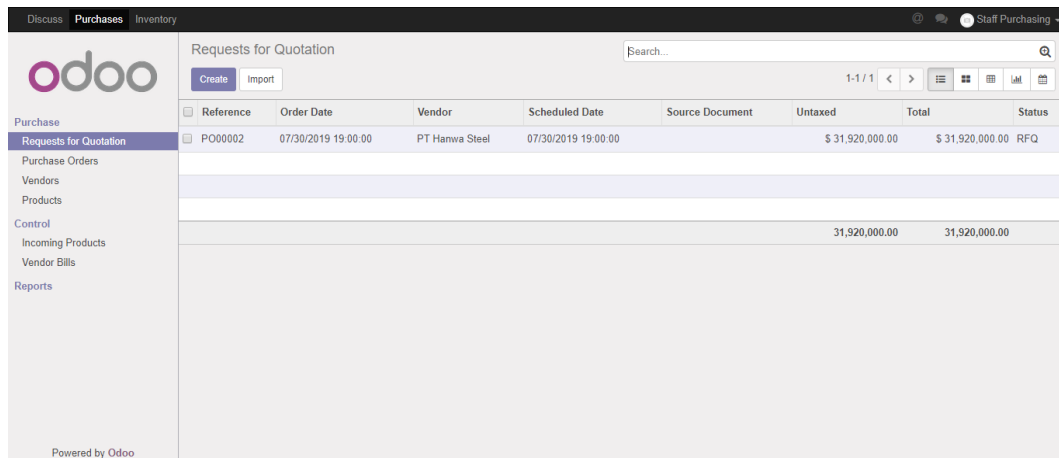 Discuss Purchases Inventory @ Staff Purchasing
odoo
Requests for Quotation
Search...
Create Import
1-1 / 1
Purchase
Requests for Quotation
Purchase Orders
Vendors
Products
Control
Incoming Products
Vendor Bills
Reports
Reference Order Date Vendor Scheduled Date Source Document Untaxed Total Status
PO00002 07/30/2019 19:00:00 PT Hanwa Steel 07/30/2019 19:00:00 $ 31,920,000.00 $ 31,920,000.00 RFQ
31,920,000.00 31,920,000.00
Powered by Odoo